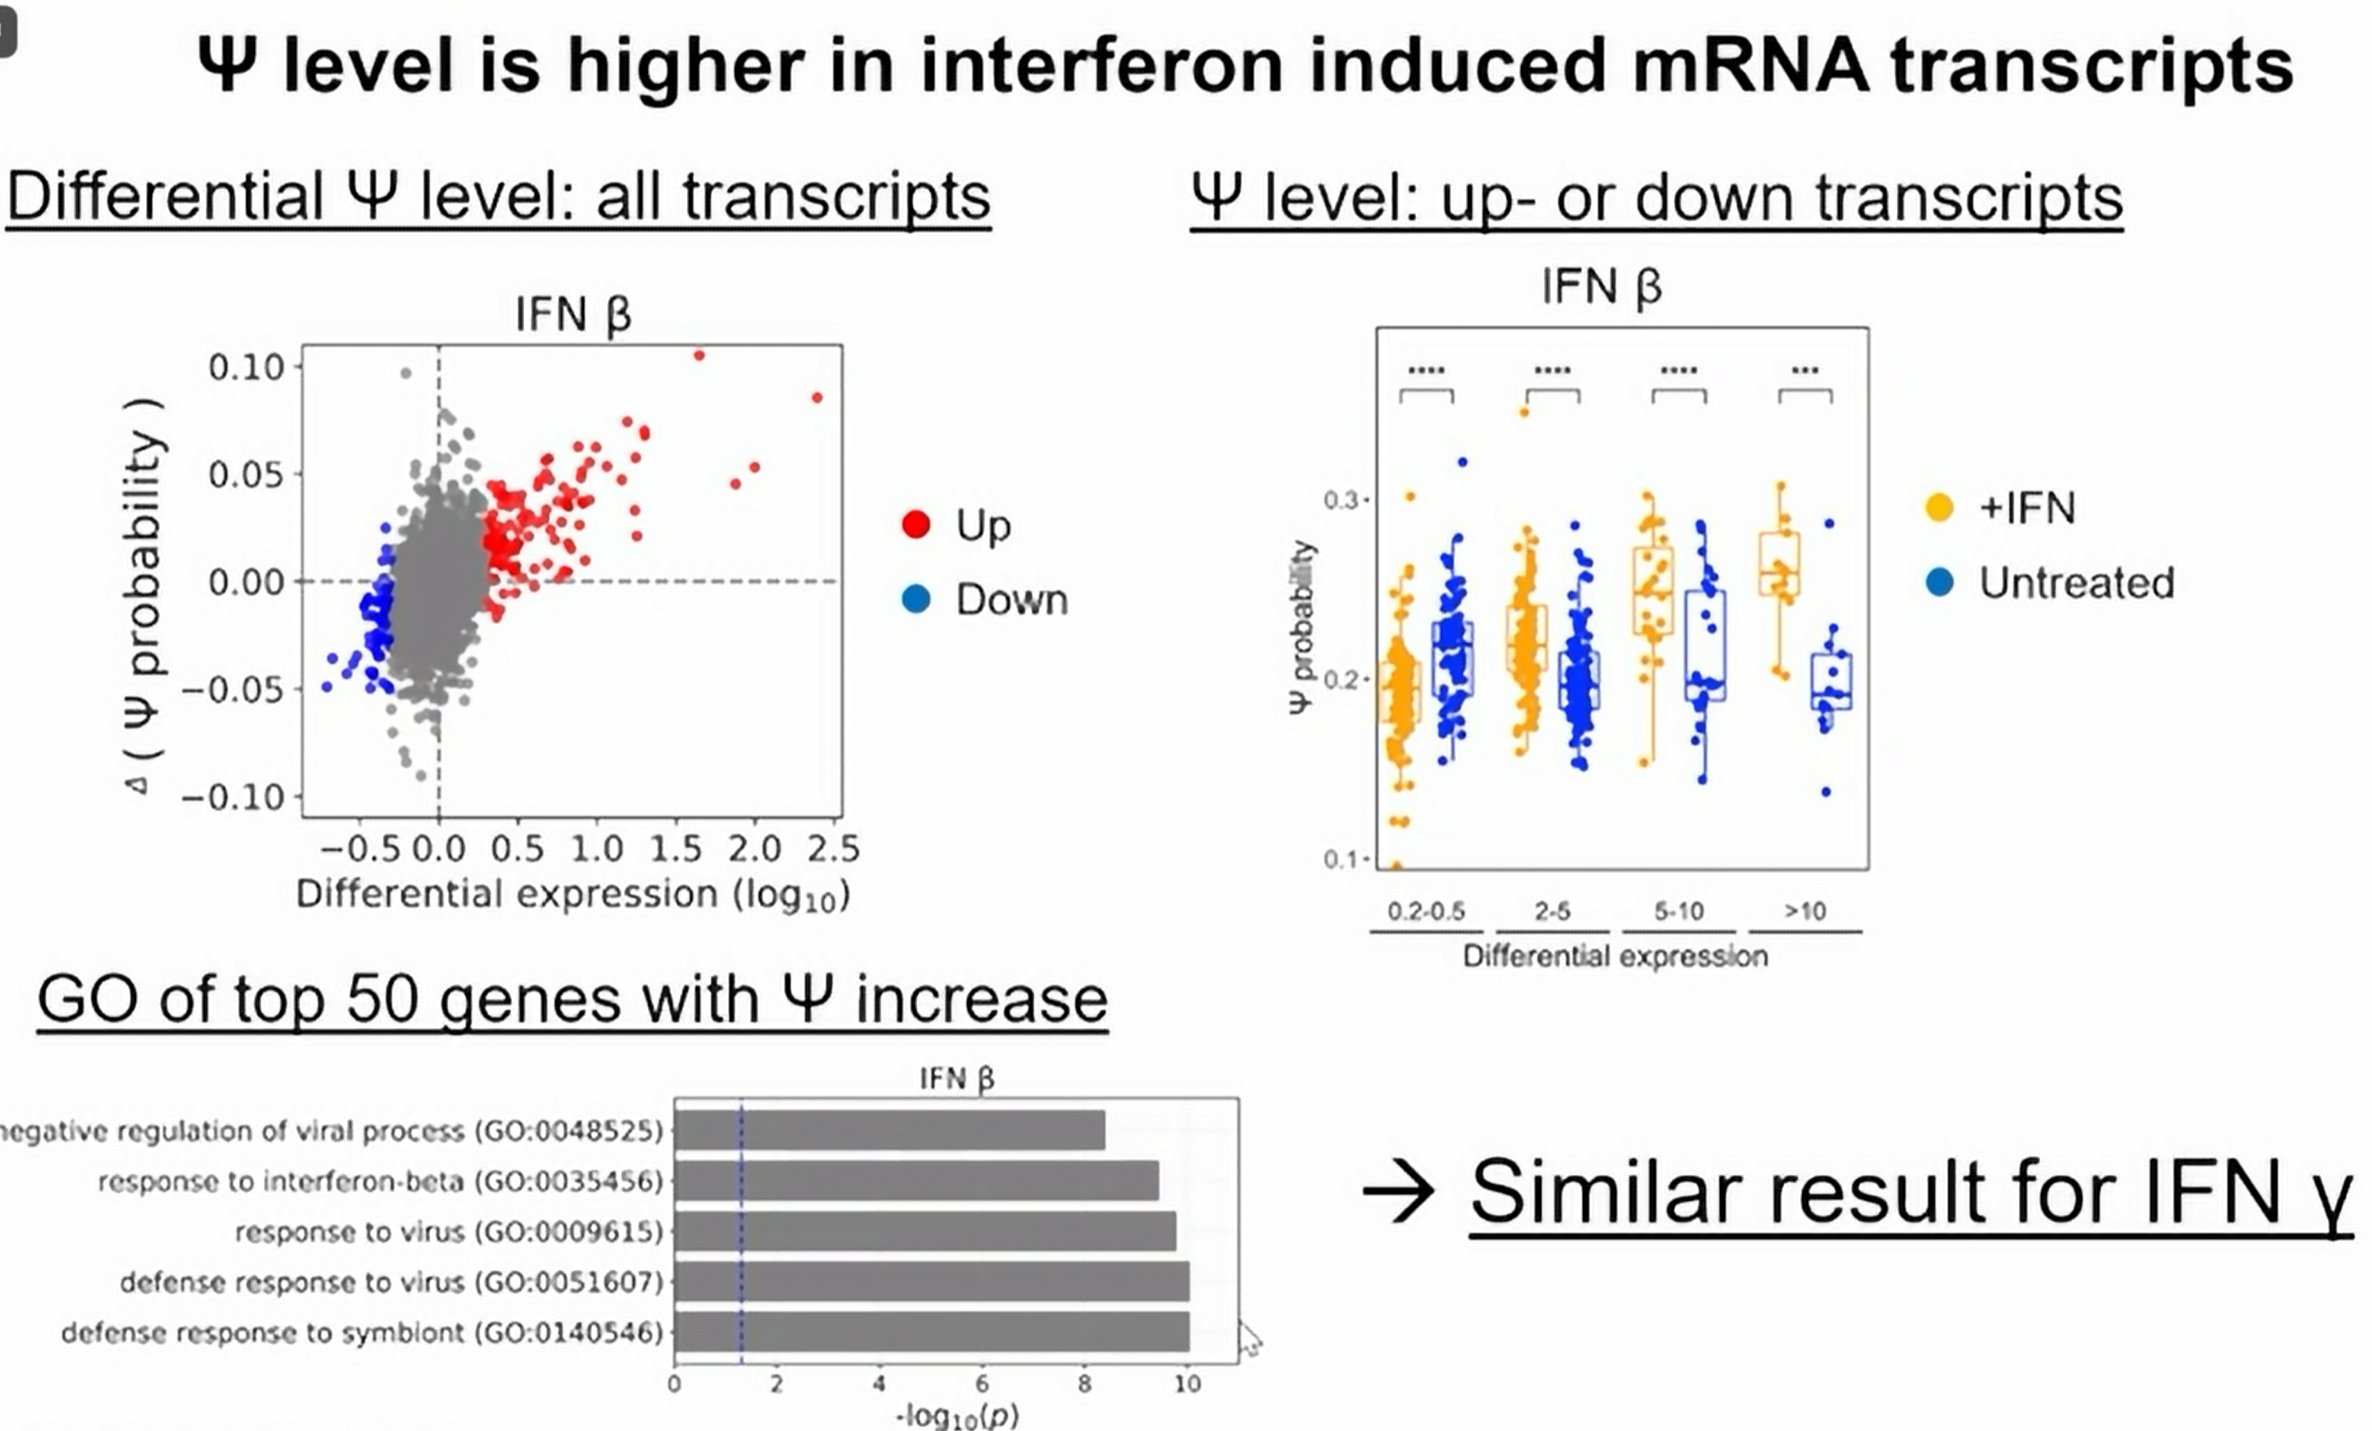 Ψ level is higher in interferon induced mRNA transcripts
Differential Ψ level: all transcripts
IFN β
0.10
0.05
0.00
−0.05
−0.10
Δ ( Ψ probability )
−0.5 0.0 0.5 1.0 1.5 2.0 2.5
Differential expression (log₁₀)
Up
Down
Ψ level: up- or down transcripts
IFN β
**** **** **** ***
0.3
0.2
0.1
Ψ probability
0.2-0.5 2-5 5-10 >10
Differential expression
+IFN
Untreated
GO of top 50 genes with Ψ increase
IFN β
negative regulation of viral process (GO:0048525)
response to interferon-beta (GO:0035456)
response to virus (GO:0009615)
defense response to virus (GO:0051607)
defense response to symbiont (GO:0140546)
0 2 4 6 8 10
-log₁₀(p)
→ Similar result for IFN γ